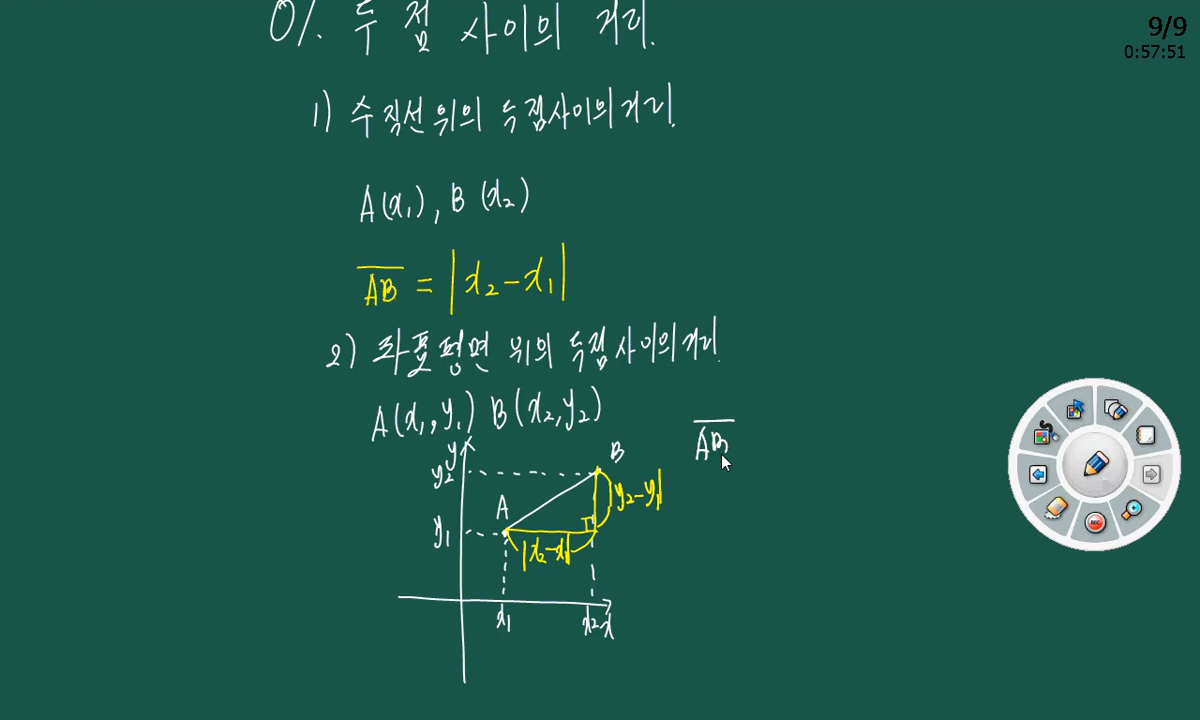 9/9
0:57:51
01. 두 점 사이의 거리.
1) 수직선 위의 두점사이의거리.
A(x₁), B(x₂)
AB = |x₂-x₁|
2) 좌표평면 위의 두점 사이의거리.
A(x₁, y₁) B(x₂, y₂)
AB
y
B
y₂
|y₂-y₁|
A
y₁
|x₂-x₁|
x₁
x₂
x